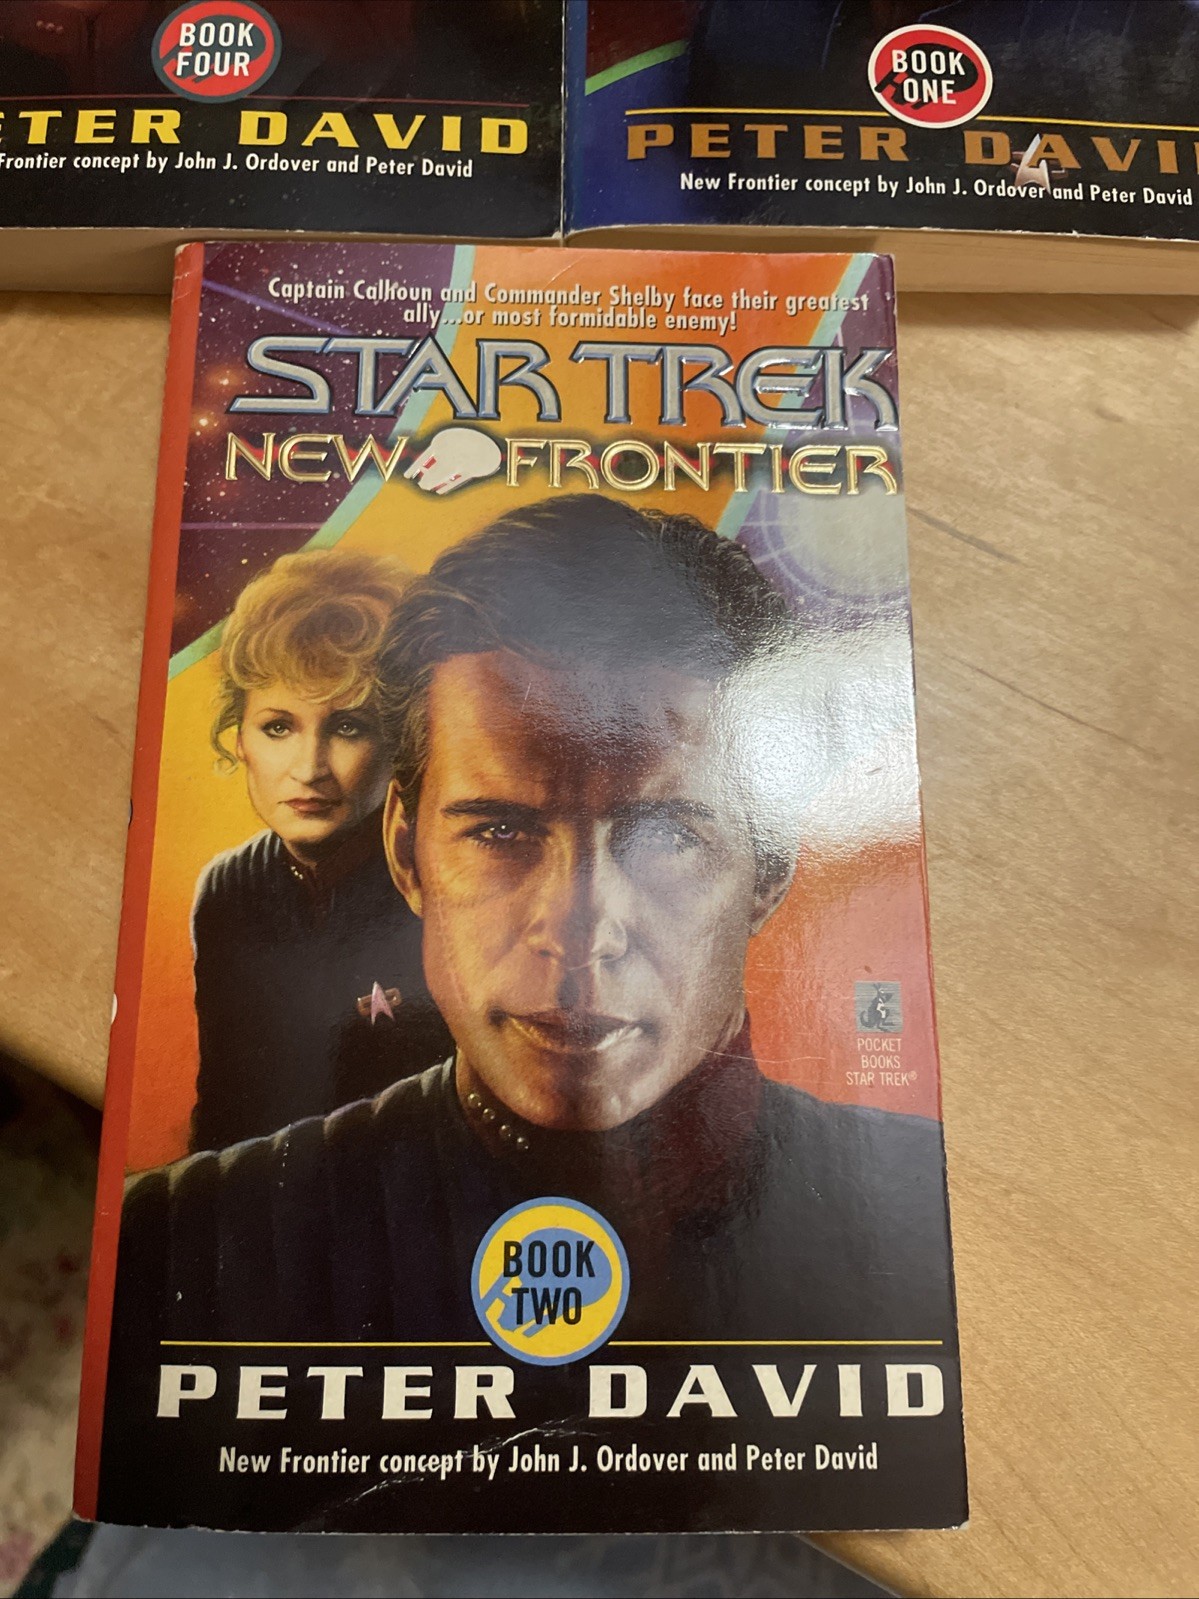 BOOK
FOUR
ETER DAVID
Frontier concept by John J. Ordover and Peter David
BOOK
ONE
PETER DAVI
New Frontier concept by John J. Ordover and Peter David
Captain Calhoun and Commander Shelby face their greatest
ally...or most formidable enemy!
STAR TREK
NEW FRONTIER
POCKET
BOOKS
STAR TREK®
BOOK
TWO
PETER DAVID
New Frontier concept by John J. Ordover and Peter David